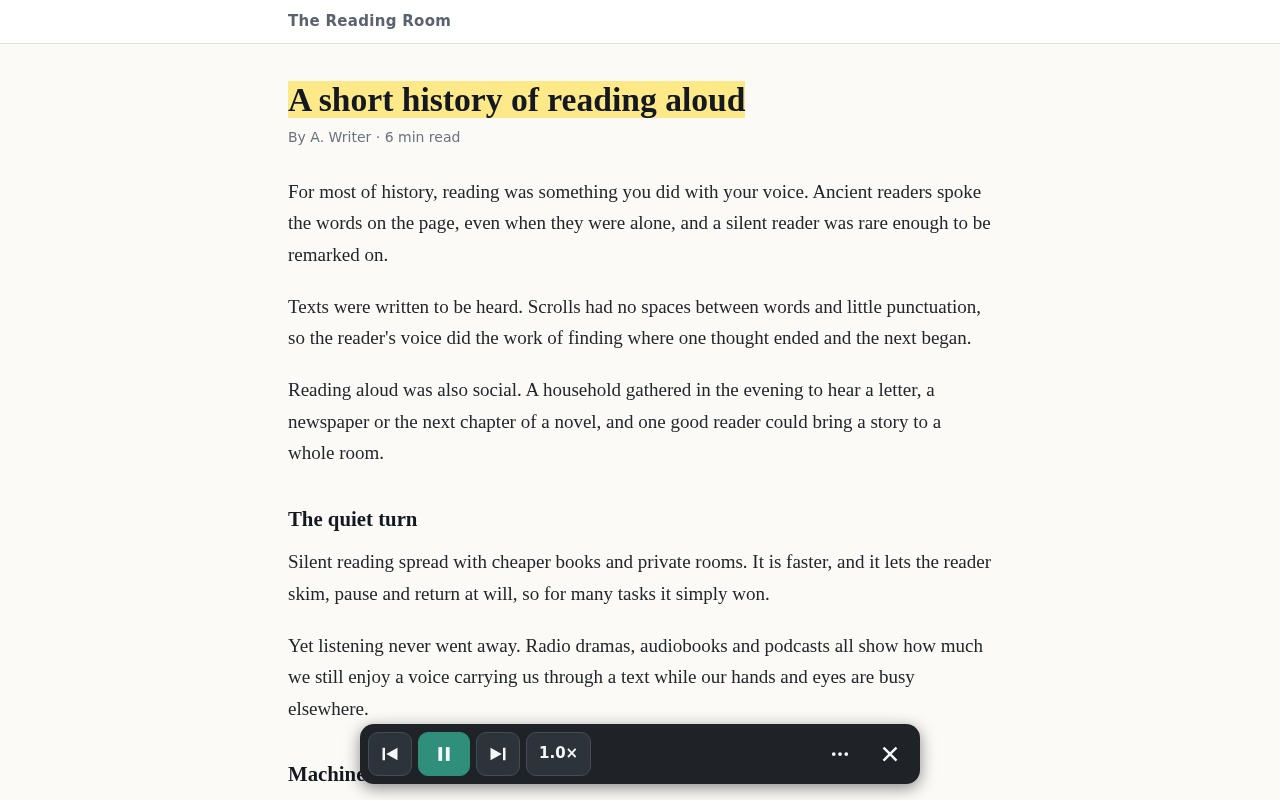 The Reading Room
A short history of reading aloud
By A. Writer · 6 min read
For most of history, reading was something you did with your voice. Ancient readers spoke
the words on the page, even when they were alone, and a silent reader was rare enough to be
remarked on.
Texts were written to be heard. Scrolls had no spaces between words and little punctuation,
so the reader's voice did the work of finding where one thought ended and the next began.
Reading aloud was also social. A household gathered in the evening to hear a letter, a
newspaper or the next chapter of a novel, and one good reader could bring a story to a
whole room.
The quiet turn
Silent reading spread with cheaper books and private rooms. It is faster, and it lets the reader
skim, pause and return at will, so for many tasks it simply won.
Yet listening never went away. Radio dramas, audiobooks and podcasts all show how much
we still enjoy a voice carrying us through a text while our hands and eyes are busy
elsewhere.
1.0×
Machine